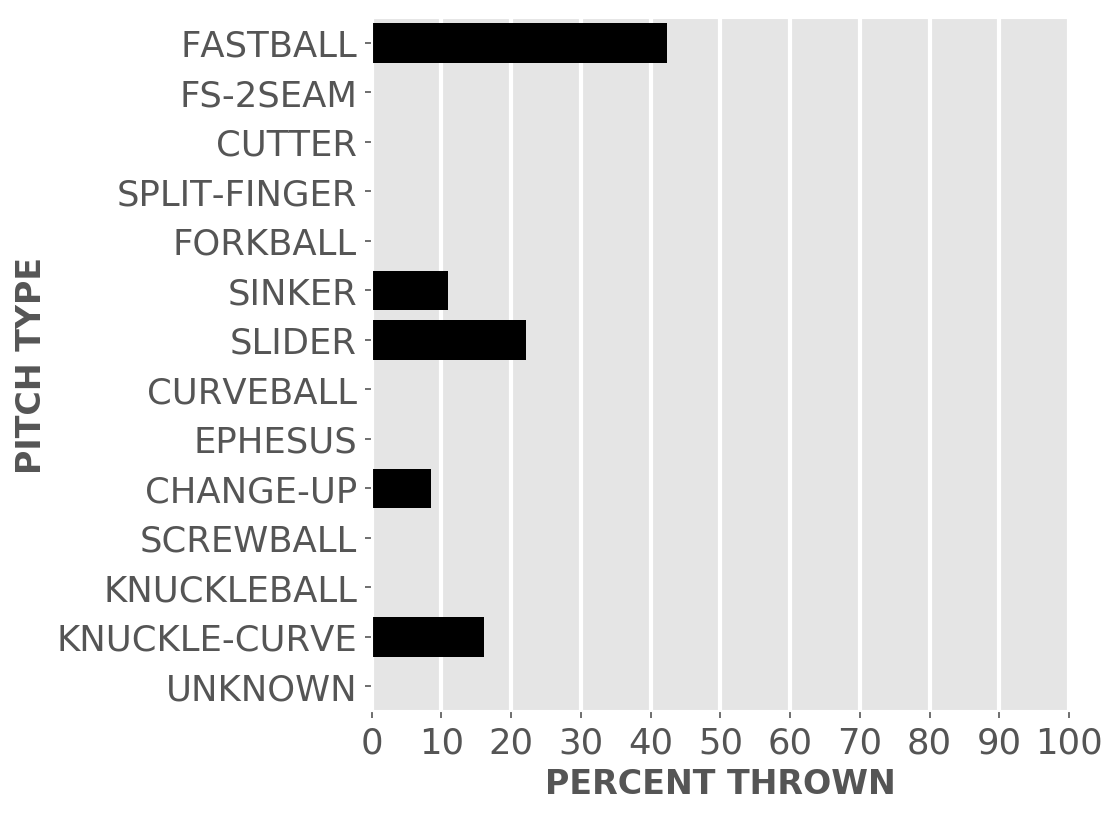 FASTBALL
FS-2SEAM
CUTTER
SPLIT-FINGER
FORKBALL
SINKER
SLIDER
CURVEBALL
EPHESUS
CHANGE-UP
SCREWBALL
KNUCKLEBALL
KNUCKLE-CURVE
UNKNOWN
PITCH TYPE
0 10 20 30 40 50 60 70 80 90 100
PERCENT THROWN